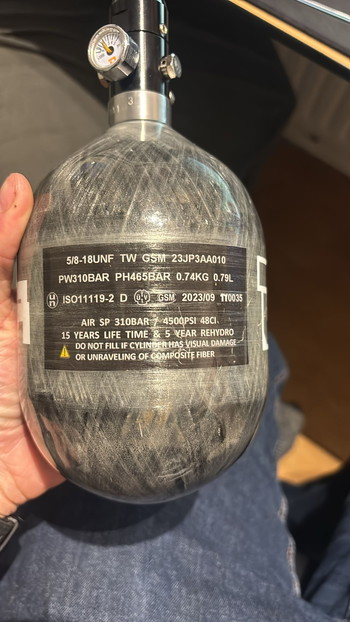 5/8-18UNF TW GSM 23JP3AA010
PW310BAR PH465BAR 0.74KG 0.79L
UN ISO11119-2 D GSM 2023/09 TT0035
AIR SP 310BAR / 4500PSI 48CI
15 YEARS LIFE TIME & 5 YEAR REHYDRO
DO NOT FILL IF CYLINDER HAS VISUAL DAMAGE
OR UNRAVELING OF COMPOSITE FIBER